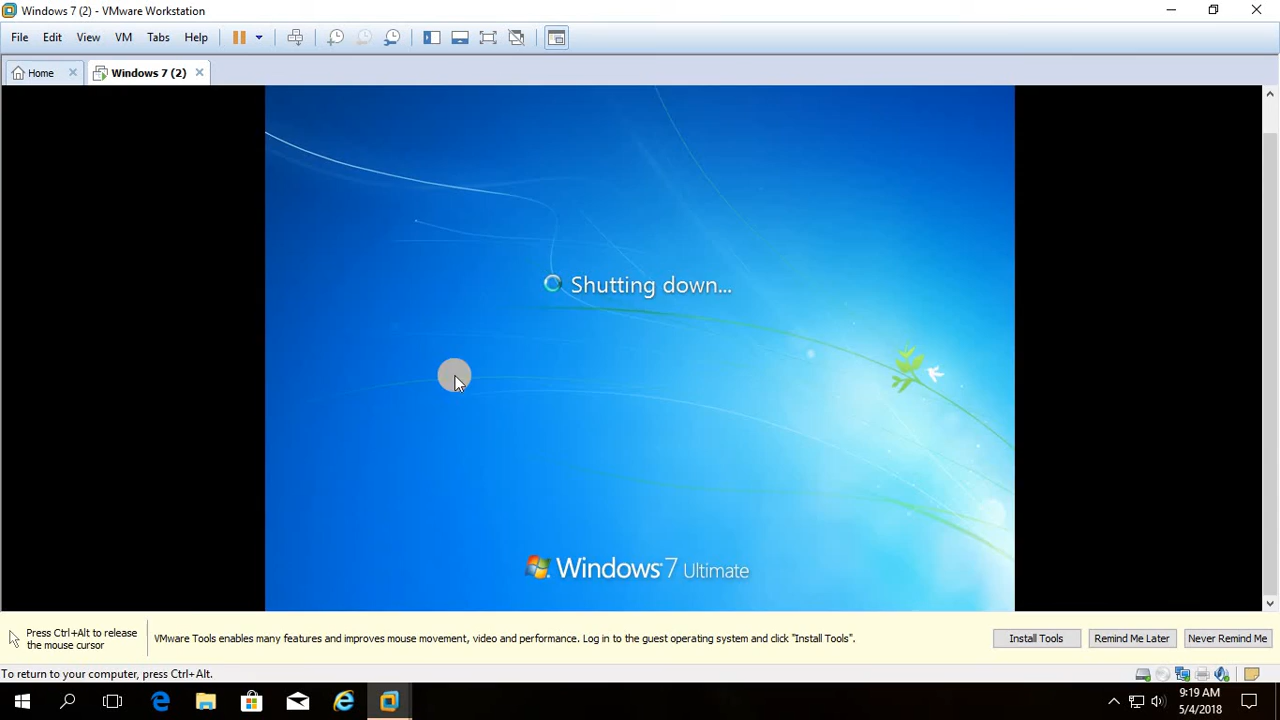 Windows 7 (2) - VMware Workstation
File Edit View VM Tabs Help
Home Windows 7 (2)
Shutting down...
Windows 7 Ultimate
Press Ctrl+Alt to release
the mouse cursor
VMware Tools enables many features and improves mouse movement, video and performance. Log in to the guest operating system and click "Install Tools".
Install Tools Remind Me Later Never Remind Me
To return to your computer, press Ctrl+Alt.
9:19 AM
5/4/2018